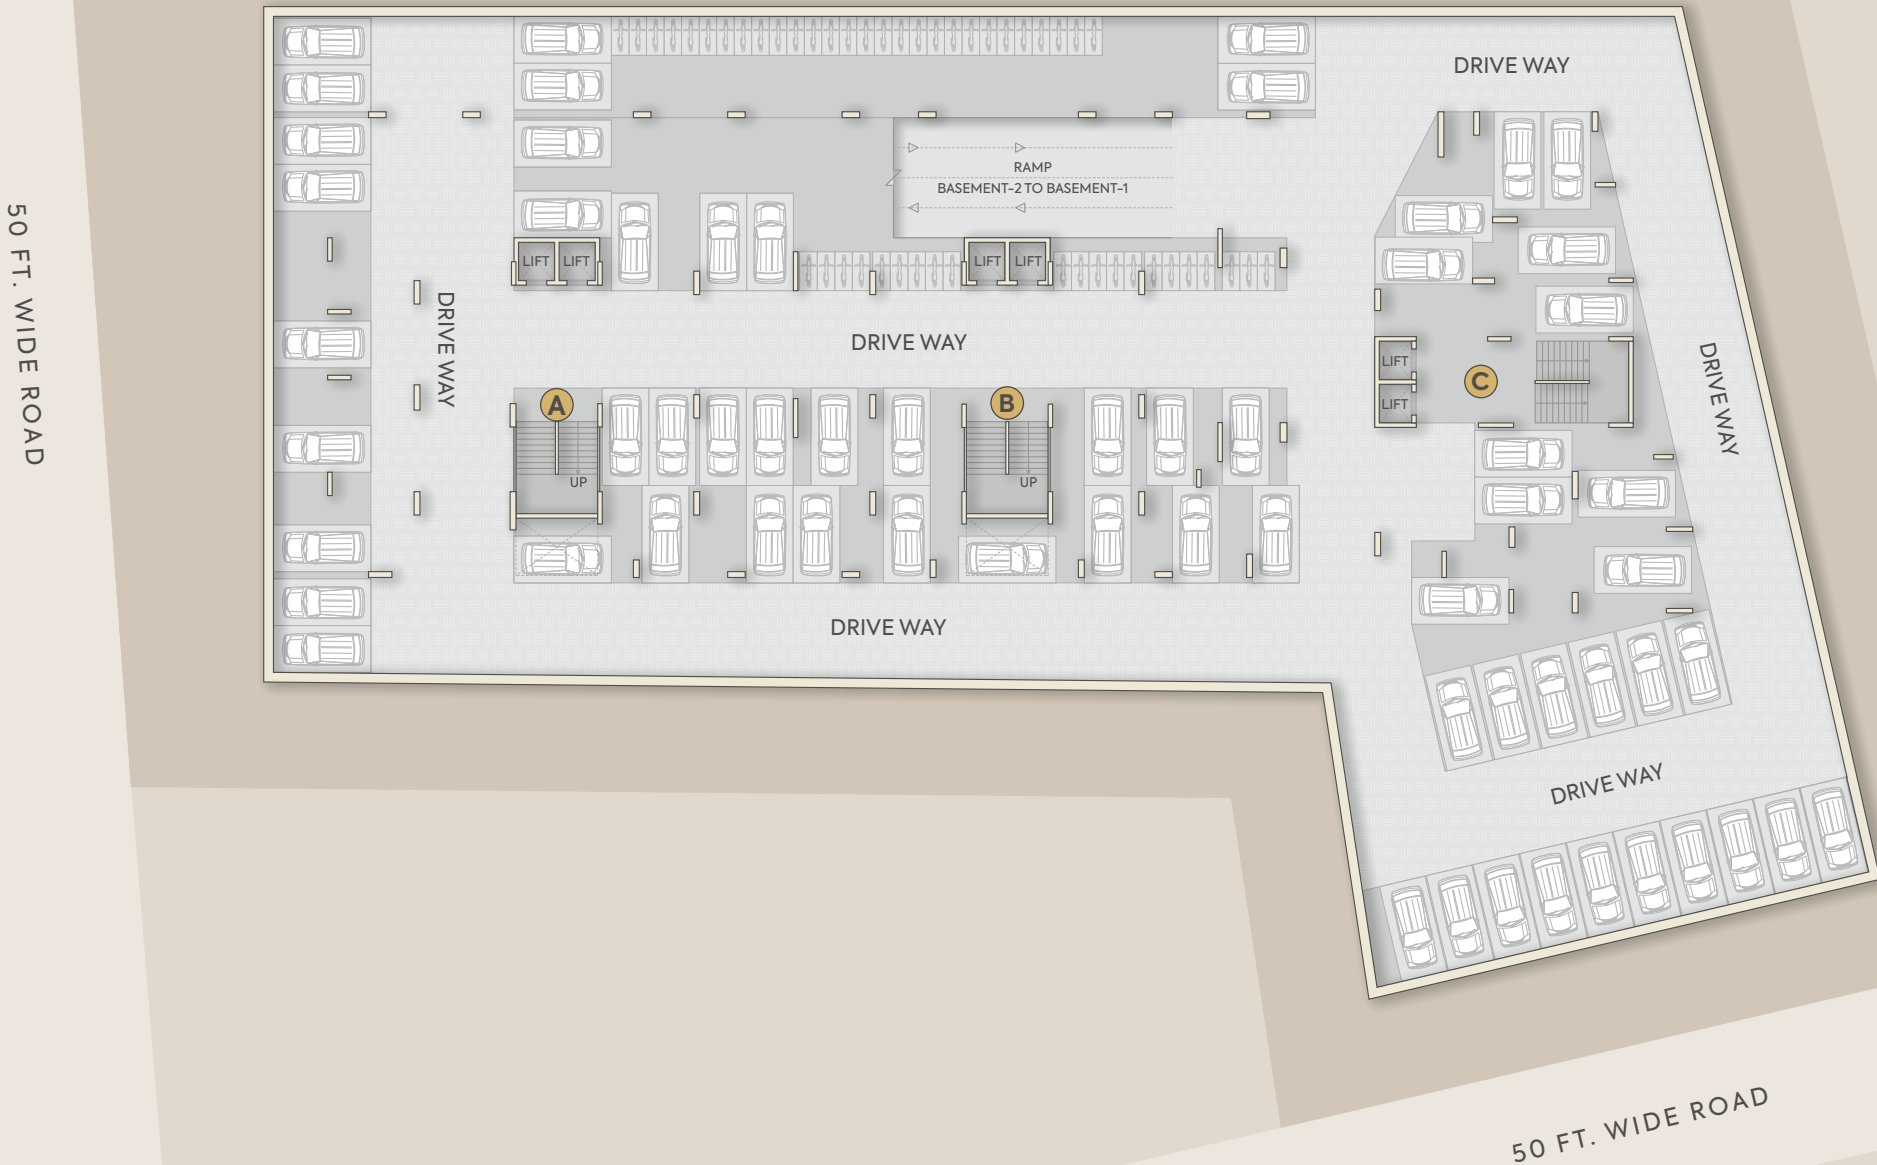 DRIVE WAY
RAMP
BASEMENT-2 TO BASEMENT-1
LIFT LIFT
LIFT LIFT
50 FT. WIDE ROAD
DRIVE WAY
DRIVE WAY
LIFT
LIFT
C
DRIVE WAY
A
B
UP
UP
DRIVE WAY
DRIVE WAY
50 FT. WIDE ROAD